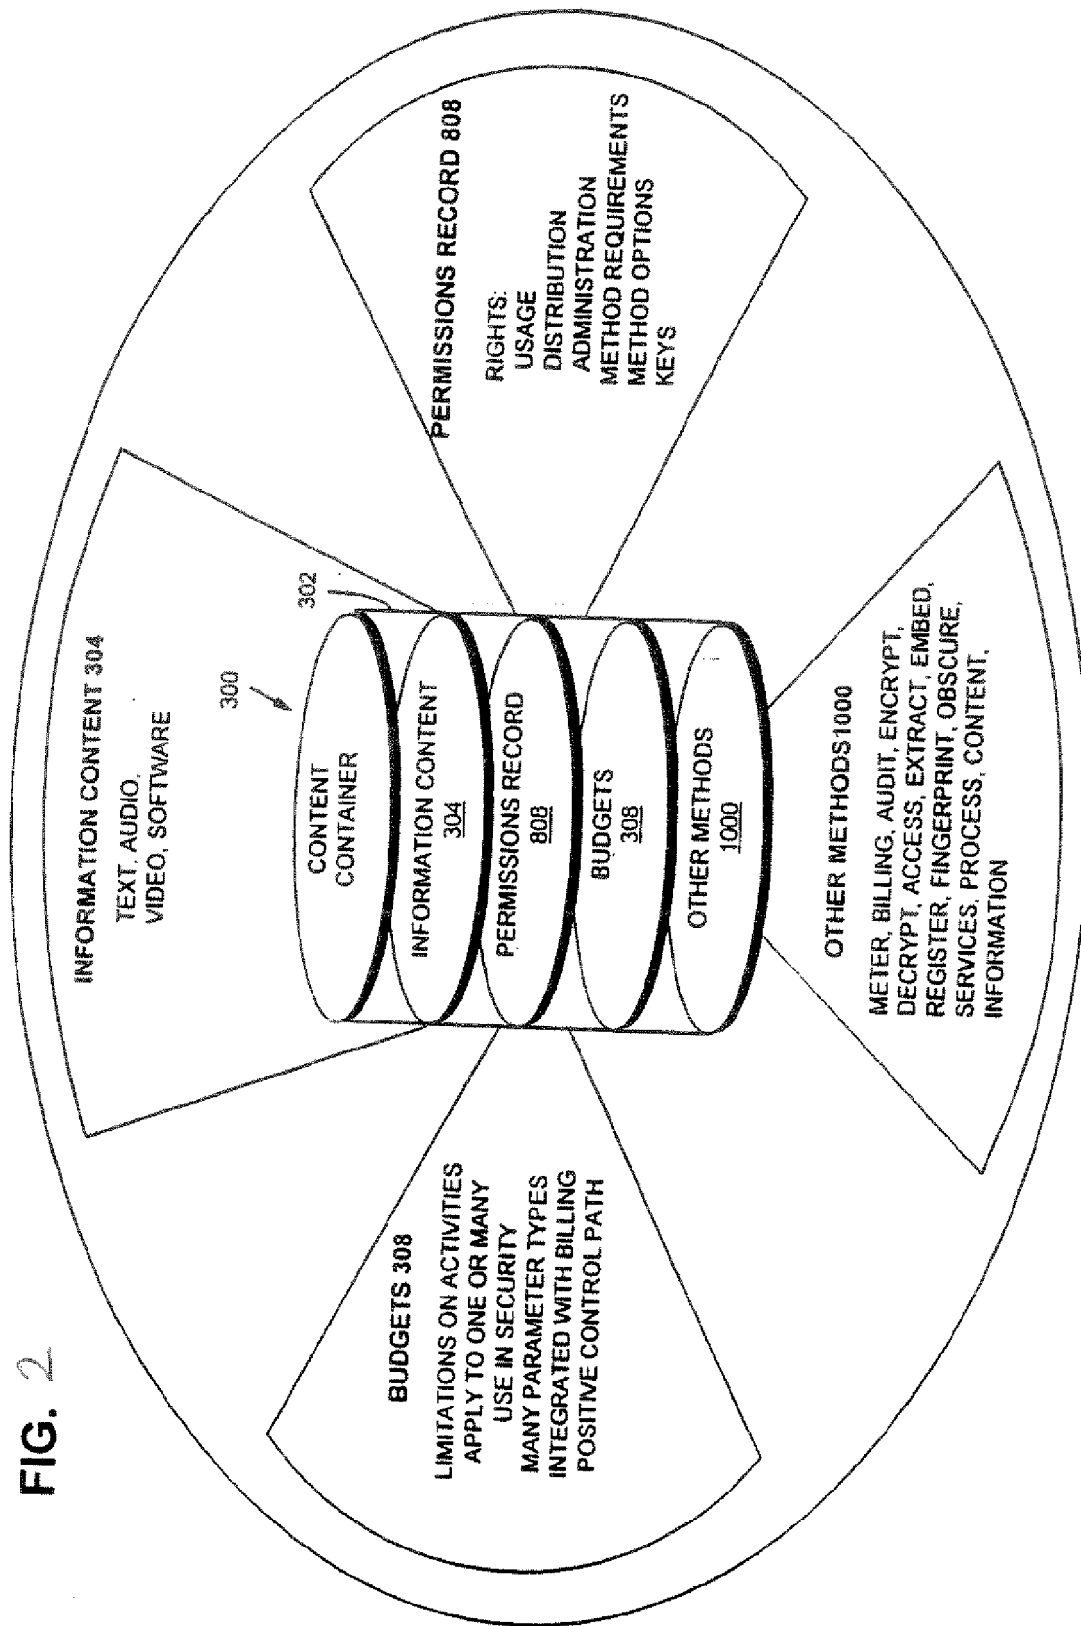 FIG. 2
INFORMATION CONTENT 304
TEXT, AUDIO,
VIDEO, SOFTWARE
300
302
BUDGETS 308
LIMITATIONS ON ACTIVITIES
APPLY TO ONE OR MANY
USE IN SECURITY
MANY PARAMETER TYPES
INTEGRATED WITH BILLING
POSITIVE CONTROL PATH
CONTENT
CONTAINER
INFORMATION CONTENT
304
PERMISSIONS RECORD
808
BUDGETS
308
OTHER METHODS
1000
PERMISSIONS RECORD 808
RIGHTS:
USAGE
DISTRIBUTION
ADMINISTRATION
METHOD REQUIREMENTS
METHOD OPTIONS
KEYS
OTHER METHODS1000
METER, BILLING, AUDIT, ENCRYPT,
DECRYPT, ACCESS, EXTRACT, EMBED,
REGISTER, FINGERPRINT, OBSCURE,
SERVICES, PROCESS, CONTENT,
INFORMATION